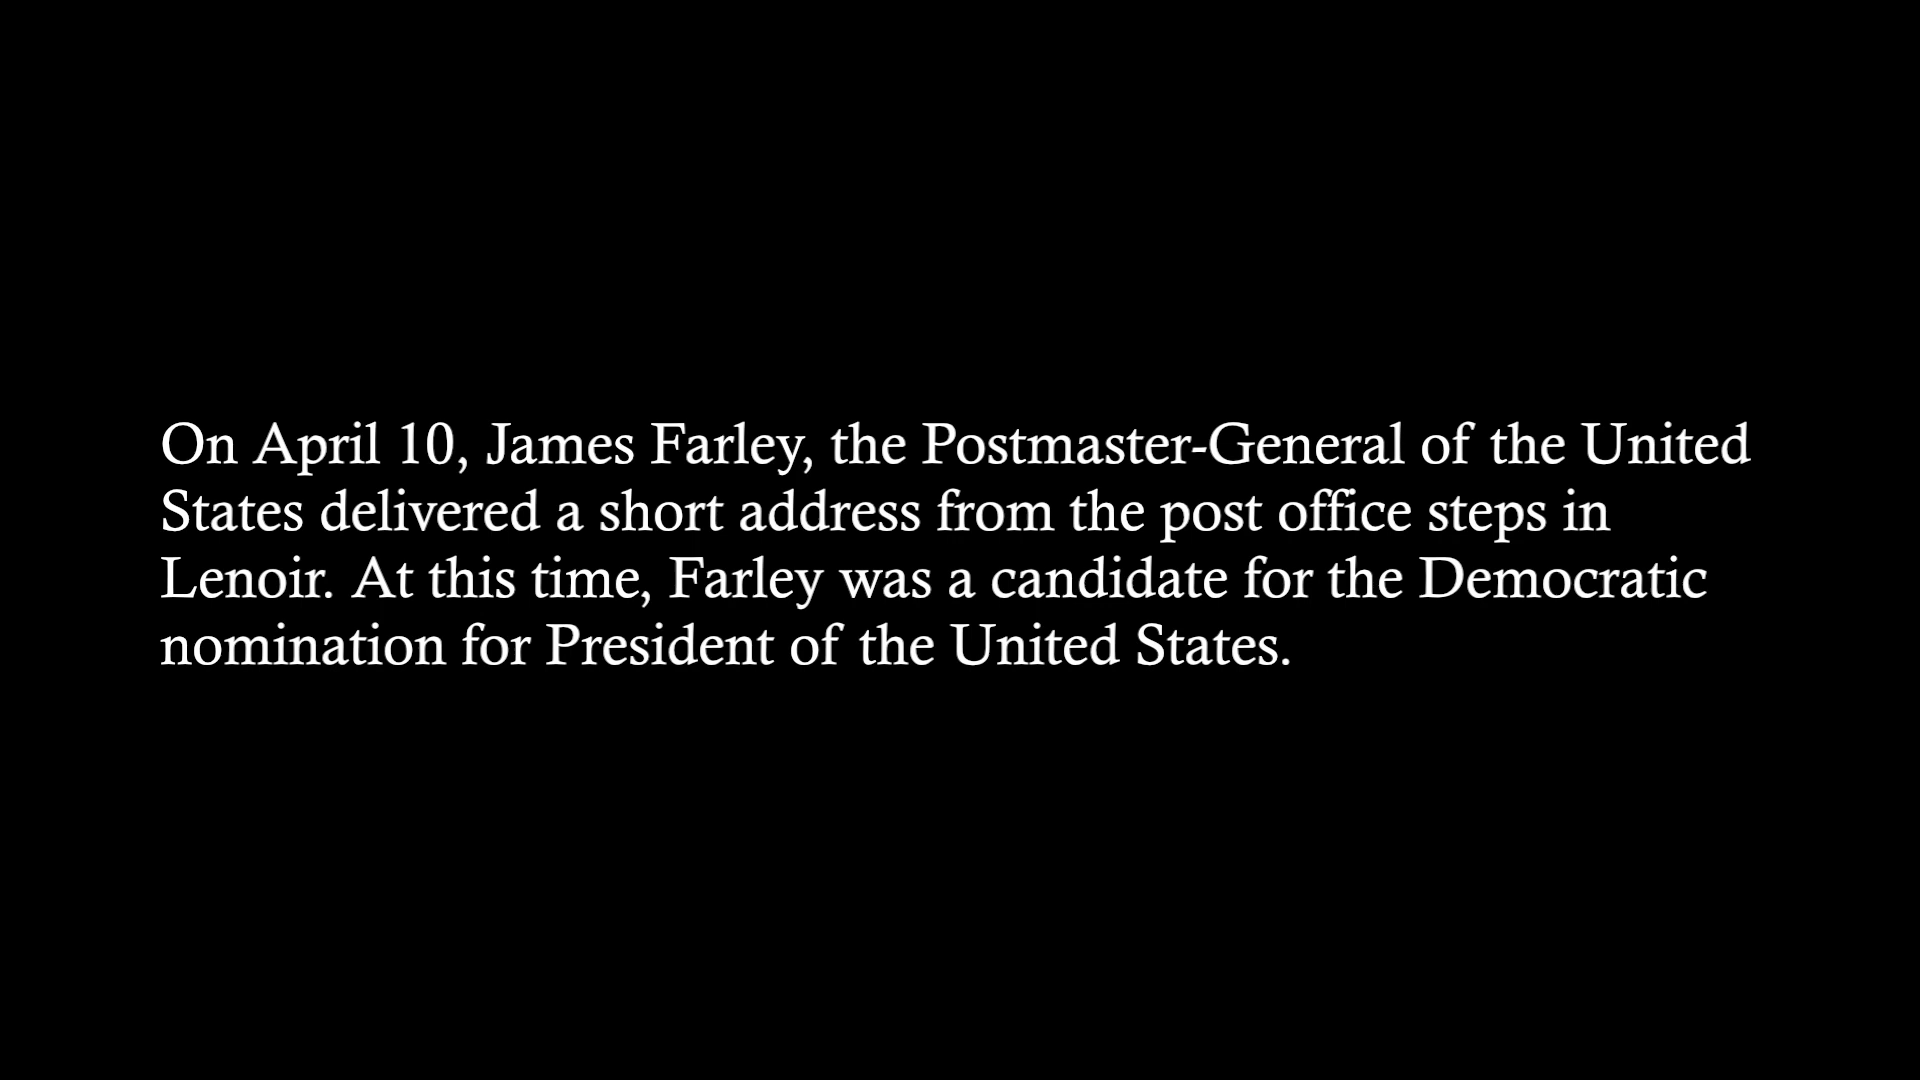 On April 10, James Farley, the Postmaster-General of the United
States delivered a short address from the post office steps in
Lenoir. At this time, Farley was a candidate for the Democratic
nomination for President of the United States.